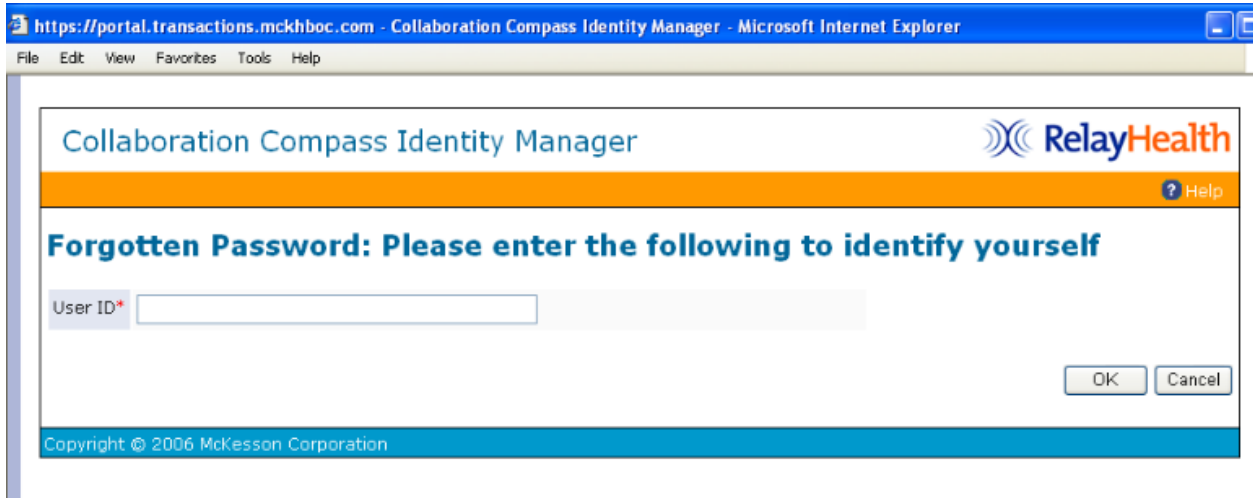 https://portal.transactions.mckhboc.com - Collaboration Compass Identity Manager - Microsoft Internet Explorer
File Edit View Favorites Tools Help
Collaboration Compass Identity Manager RelayHealth
? Help
Forgotten Password: Please enter the following to identify yourself
User ID*
OK Cancel
Copyright © 2006 McKesson Corporation